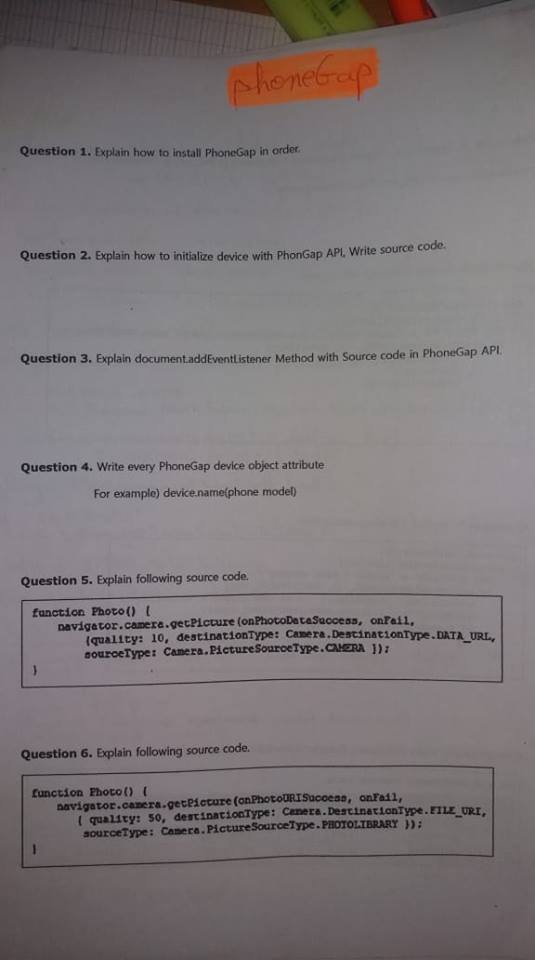 phoneGap
Question 1. Explain how to install PhoneGap in order.
Question 2. Explain how to initialize device with PhonGap API, Write source code.
Question 3. Explain document.addEventListener Method with Source code in PhoneGap API.
Question 4. Write every PhoneGap device object attribute
For example) device.name(phone model)
Question 5. Explain following source code.
function Photo() {
navigator.camera.getPicture(onPhotoDataSuccess, onFail,
{quality: 10, destinationType: Camera.DestinationType.DATA_URL,
sourceType: Camera.PictureSourceType.CAMERA });
}
Question 6. Explain following source code.
function Photo() {
navigator.camera.getPicture(onPhotoURISuccess, onFail,
{ quality: 50, destinationType: Camera.DestinationType.FILE_URI,
sourceType: Camera.PictureSourceType.PHOTOLIBRARY });
}